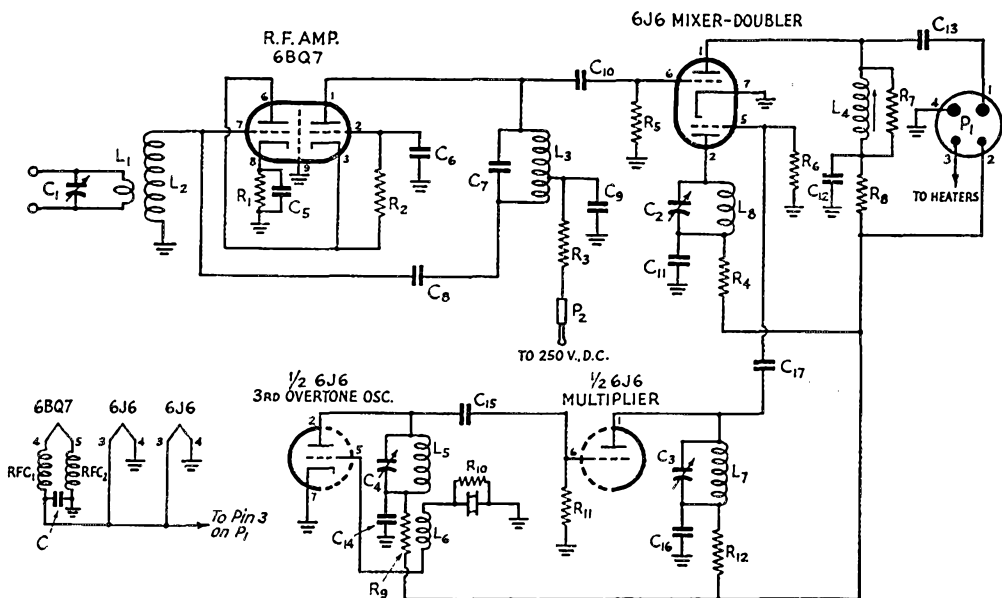 6J6 MIXER-DOUBLER
R.F. AMP.
6BQ7
C13
C10
1
6
1
6
7
1
7
2
R5
5
L4
R7
4
P1
1
3
2
L1
8
9
3
C6
2
C1
L2
R1
C5
R2
C7
L3
C9
C2
L8
R6
C12
R8
TO HEATERS
R3
C11
R4
C8
P2
TO 250 V., D.C.
C17
1/2 6J6
3RD OVERTONE OSC.
C15
1/2 6J6
MULTIPLIER
6BQ7
6J6
6J6
4
5
3
4
3
4
2
5
7
L5
C4
R10
6
1
C3
L7
RFC1
RFC2
C
To Pin 3
on P1
C14
L6
R11
R9
C16
R12